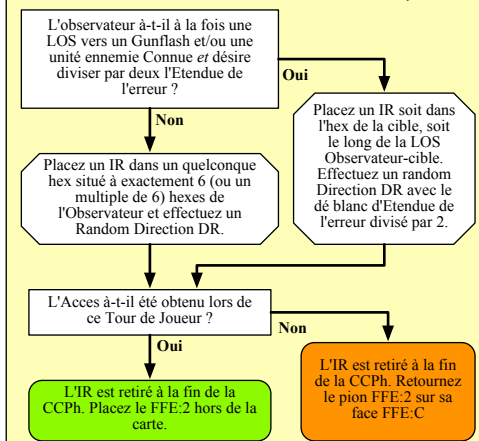 L'observateur à-t-il à la fois une
LOS vers un Gunflash et/ou une
unité ennemie Connue et désire
diviser par deux l'Etendue de
l'erreur ?
Oui
Non
Placez un IR soit dans
l'hex de la cible, soit
le long de la LOS
Observateur-cible.
Effectuez un random
Direction DR avec le
dé blanc d'Etendue de
l'erreur divisé par 2.
Placez un IR dans un quelconque
hex situé à exactement 6 (ou un
multiple de 6) hexes de
l'Observateur et effectuez un
Random Direction DR.
L'Acces à-t-il été obtenu lors de
ce Tour de Joueur ?
Non
Oui
L'IR est retiré à la fin de la
CCPh. Placez le FFE:2 hors de la
carte.
L'IR est retiré à la fin
de la CCPh. Retournez
le pion FFE:2 sur sa
face FFE:C